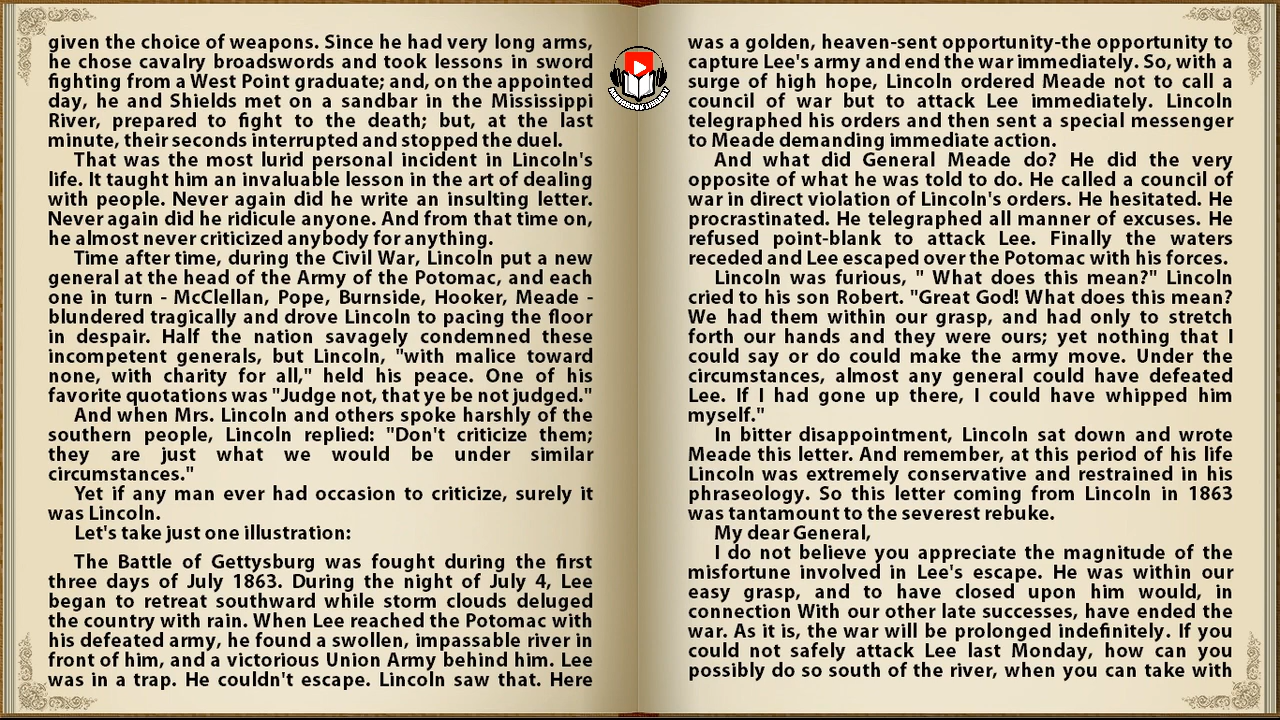 given the choice of weapons. Since he had very long arms,
he chose cavalry broadswords and took lessons in sword
fighting from a West Point graduate; and, on the appointed
day, he and Shields met on a sandbar in the Mississippi
River, prepared to fight to the death; but, at the last
minute, their seconds interrupted and stopped the duel.
That was the most lurid personal incident in Lincoln's
life. It taught him an invaluable lesson in the art of dealing
with people. Never again did he write an insulting letter.
Never again did he ridicule anyone. And from that time on,
he almost never criticized anybody for anything.
Time after time, during the Civil War, Lincoln put a new
general at the head of the Army of the Potomac, and each
one in turn - McClellan, Pope, Burnside, Hooker, Meade -
blundered tragically and drove Lincoln to pacing the floor
in despair. Half the nation savagely condemned these
incompetent generals, but Lincoln, "with malice toward
none, with charity for all," held his peace. One of his
favorite quotations was "Judge not, that ye be not judged."
And when Mrs. Lincoln and others spoke harshly of the
southern people, Lincoln replied: "Don't criticize them;
they are just what we would be under similar
circumstances."
Yet if any man ever had occasion to criticize, surely it
was Lincoln.
Let's take just one illustration:
The Battle of Gettysburg was fought during the first
three days of July 1863. During the night of July 4, Lee
began to retreat southward while storm clouds deluged
the country with rain. When Lee reached the Potomac with
his defeated army, he found a swollen, impassable river in
front of him, and a victorious Union Army behind him. Lee
was in a trap. He couldn't escape. Lincoln saw that. Here
was a golden, heaven-sent opportunity-the opportunity to
capture Lee's army and end the war immediately. So, with a
surge of high hope, Lincoln ordered Meade not to call a
council of war but to attack Lee immediately. Lincoln
telegraphed his orders and then sent a special messenger
to Meade demanding immediate action.
And what did General Meade do? He did the very
opposite of what he was told to do. He called a council of
war in direct violation of Lincoln's orders. He hesitated. He
procrastinated. He telegraphed all manner of excuses. He
refused point-blank to attack Lee. Finally the waters
receded and Lee escaped over the Potomac with his forces.
Lincoln was furious, " What does this mean?" Lincoln
cried to his son Robert. "Great God! What does this mean?
We had them within our grasp, and had only to stretch
forth our hands and they were ours; yet nothing that I
could say or do could make the army move. Under the
circumstances, almost any general could have defeated
Lee. If I had gone up there, I could have whipped him
myself."
In bitter disappointment, Lincoln sat down and wrote
Meade this letter. And remember, at this period of his life
Lincoln was extremely conservative and restrained in his
phraseology. So this letter coming from Lincoln in 1863
was tantamount to the severest rebuke.
My dear General,
I do not believe you appreciate the magnitude of the
misfortune involved in Lee's escape. He was within our
easy grasp, and to have closed upon him would, in
connection With our other late successes, have ended the
war. As it is, the war will be prolonged indefinitely. If you
could not safely attack Lee last Monday, how can you
possibly do so south of the river, when you can take with